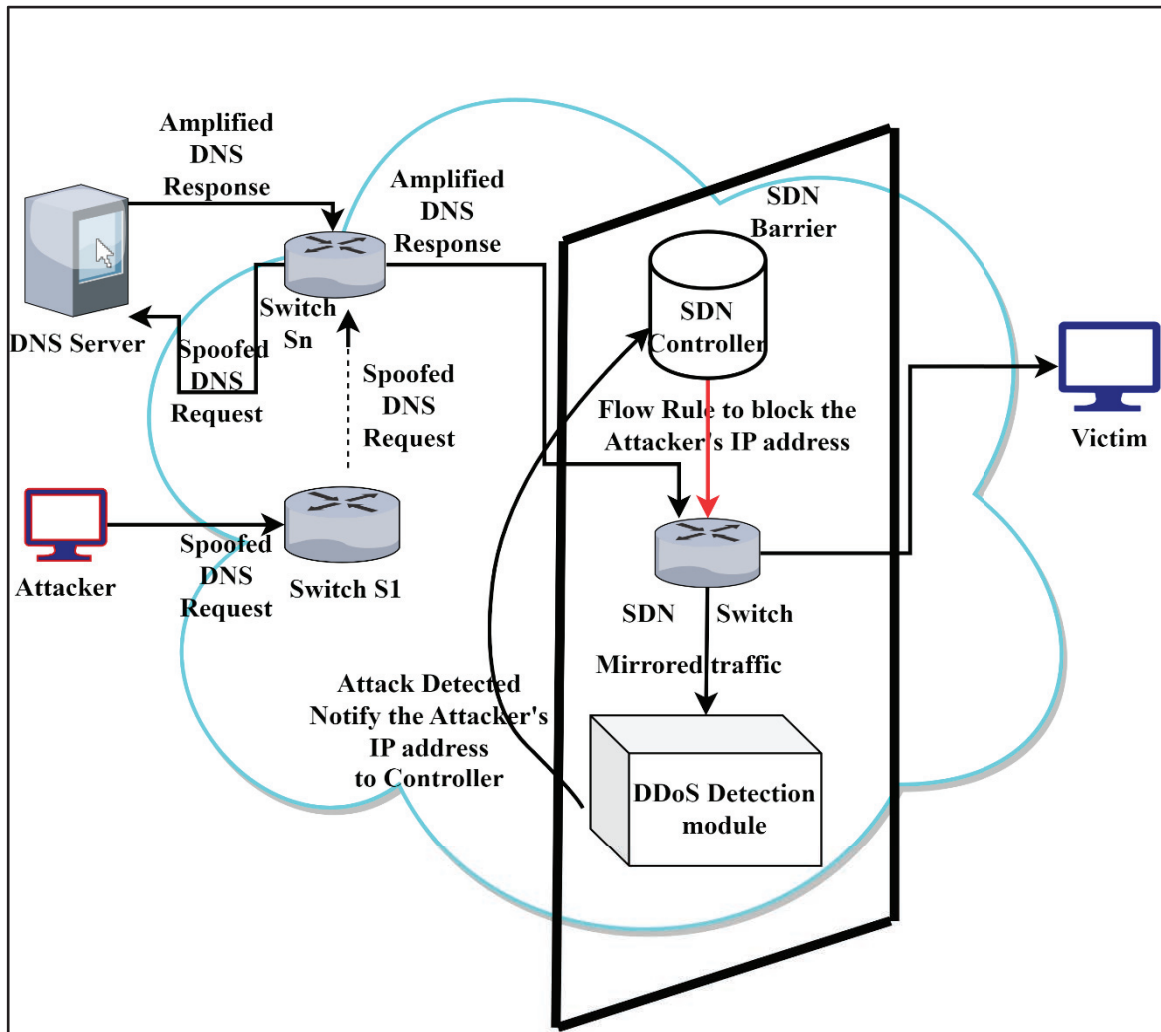 Amplified
DNS
Response
Amplified
DNS
Response
SDN
Barrier
DNS Server
Switch
Sn
Spoofed
DNS
Request
Spoofed
DNS
Request
SDN
Controller
Flow Rule to block the
Attacker's IP address
Victim
Attacker
Spoofed
DNS
Request
Switch S1
SDN Switch
Mirrored traffic
Attack Detected
Notify the Attacker's
IP address
to Controller
DDoS Detection
module